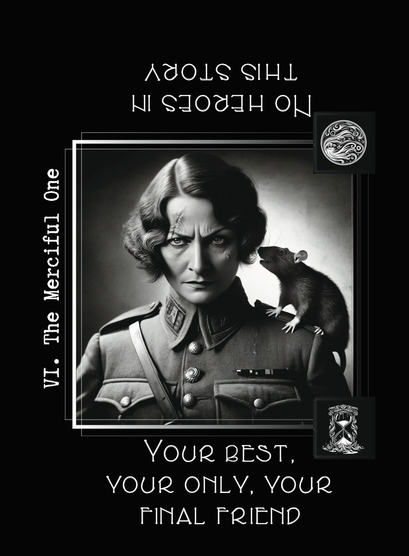 No heroes in
this story
VI. The Merciful One
Your best,
your only, your
final friend